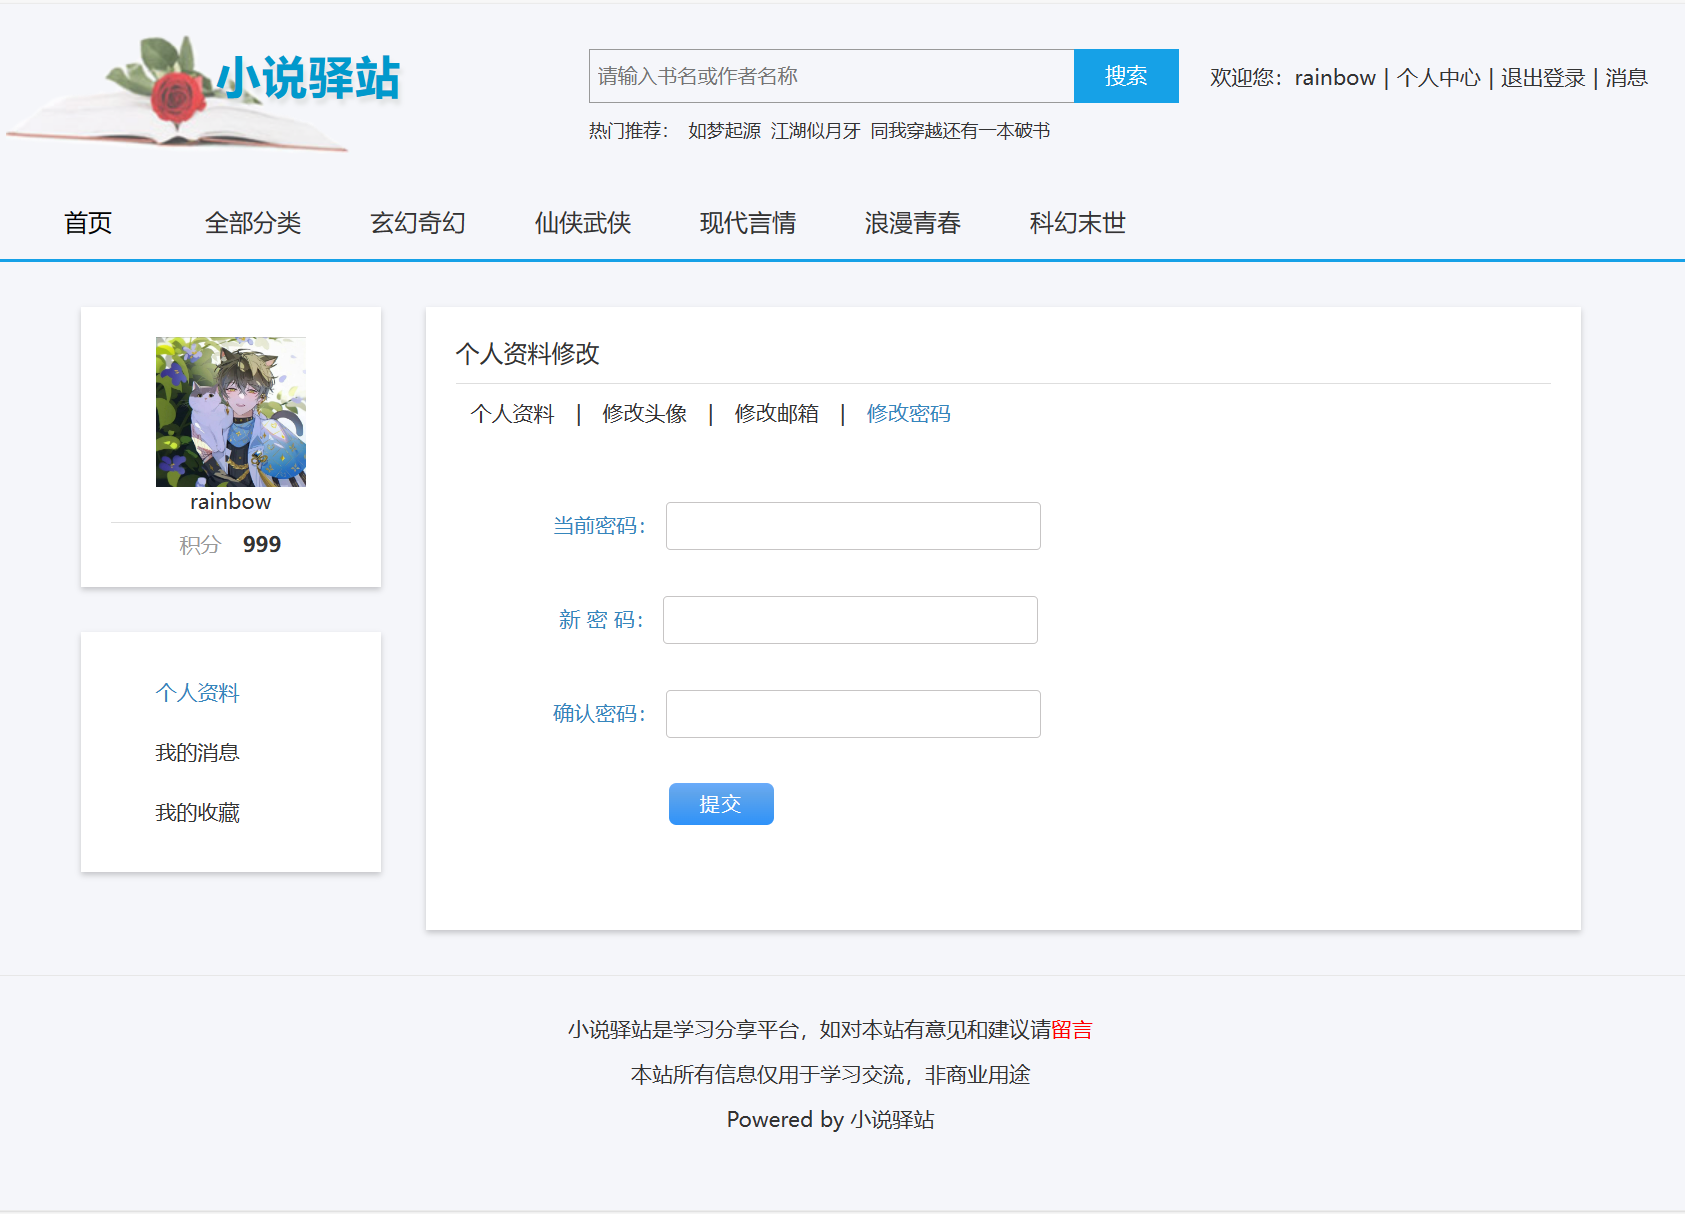 小说驿站
请输入书名或作者名称 搜索
欢迎您：rainbow | 个人中心 | 退出登录 | 消息
热门推荐： 如梦起源 江湖似月牙 同我穿越还有一本破书
首页 全部分类 玄幻奇幻 仙侠武侠 现代言情 浪漫青春 科幻末世
rainbow
积分 999
个人资料
我的消息
我的收藏
个人资料修改
个人资料 | 修改头像 | 修改邮箱 | 修改密码
当前密码：
新 密 码：
确认密码：
提交
小说驿站是学习分享平台，如对本站有意见和建议请留言
本站所有信息仅用于学习交流，非商业用途
Powered by 小说驿站